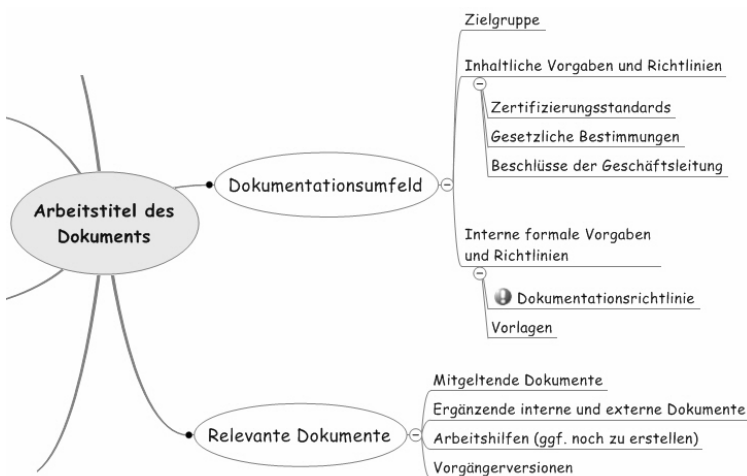 Zielgruppe
Inhaltliche Vorgaben und Richtlinien
Zertifizierungsstandards
Gesetzliche Bestimmungen
Beschlüsse der Geschäftsleitung
Dokumentationsumfeld
Arbeitstitel des
Dokuments
Interne formale Vorgaben
und Richtlinien
Dokumentationsrichtlinie
Vorlagen
Relevante Dokumente
Mitgeltende Dokumente
Ergänzende interne und externe Dokumente
Arbeitshilfen (ggf. noch zu erstellen)
Vorgängerversionen